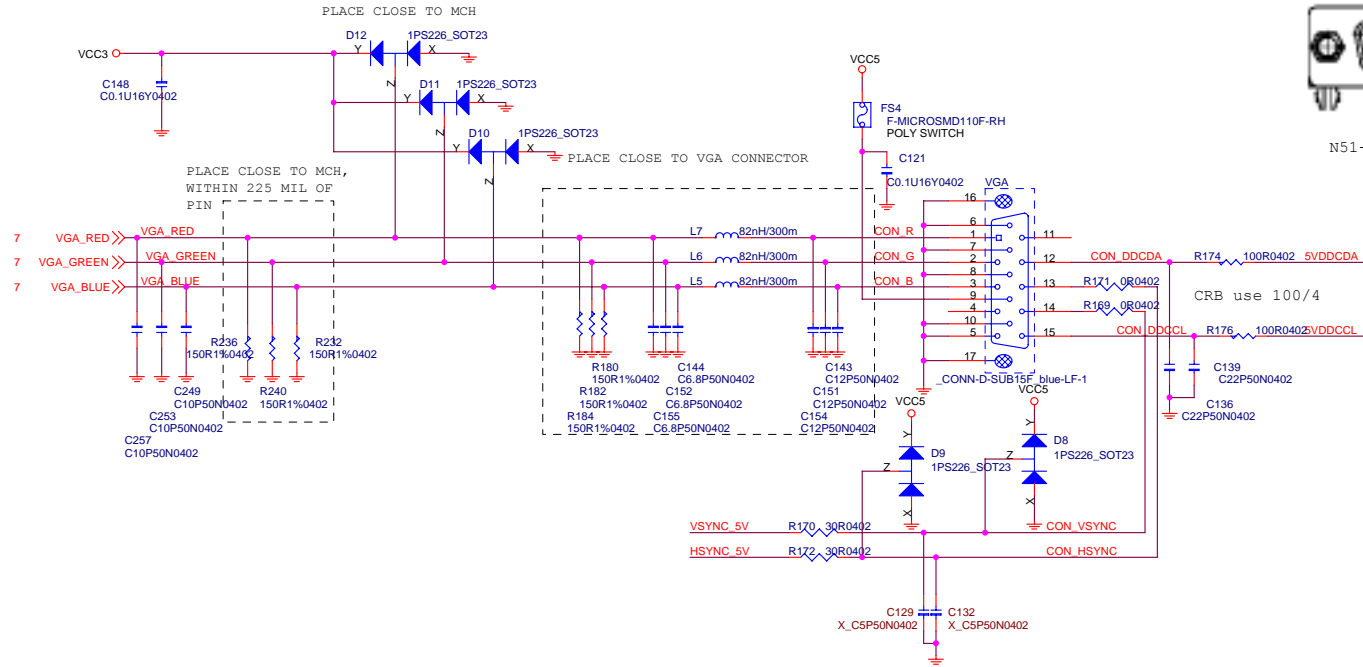 PLACE CLOSE TO MCH
D12
1PS226_SOT23
VCC3
Y
X
C148
C0.1U16Y0402
Z
D11
1PS226_SOT23
Y
X
Z
D10
1PS226_SOT23
Y
X
Z
VCC5
FS4
F-MICROSMD110F-RH
POLY SWITCH
C121
C0.1U16Y0402
N51-
PLACE CLOSE TO MCH,
WITHIN 225 MIL OF
PIN
PLACE CLOSE TO VGA CONNECTOR
VGA
16
6
1
7
2
8
3
9
4
10
5
17
11
12
13
14
15
7 VGA_RED VGA_RED
7 VGA_GREEN VGA_GREEN
7 VGA_BLUE VGA_BLUE
L7 82nH/300m CON_R
L6 82nH/300m CON_G
L5 82nH/300m CON_B
CON_DDCDA R174 100R0402 5VDDCDA
R171 0R0402
CRB use 100/4
R169 0R0402
CON_DDCCL R176 100R0402 5VDDCCL
R236
150R1%0402
R232
150R1%0402
R240
150R1%0402
C249
C10P50N0402
C253
C10P50N0402
C257
C10P50N0402
R180
150R1%0402
R182
150R1%0402
R184
150R1%0402
C144
C6.8P50N0402
C152
C6.8P50N0402
C155
C6.8P50N0402
C143
C12P50N0402
C151
C12P50N0402
C154
C12P50N0402
_CONN-D-SUB15F_blue-LF-1
C139
C22P50N0402
C136
C22P50N0402
VCC5
Y
D9
1PS226_SOT23
Z
X
VCC5
Y
D8
1PS226_SOT23
Z
X
VSYNC_5V R170 30R0402 CON_VSYNC
HSYNC_5V R172 30R0402 CON_HSYNC
C129
X_C5P50N0402
C132
X_C5P50N0402